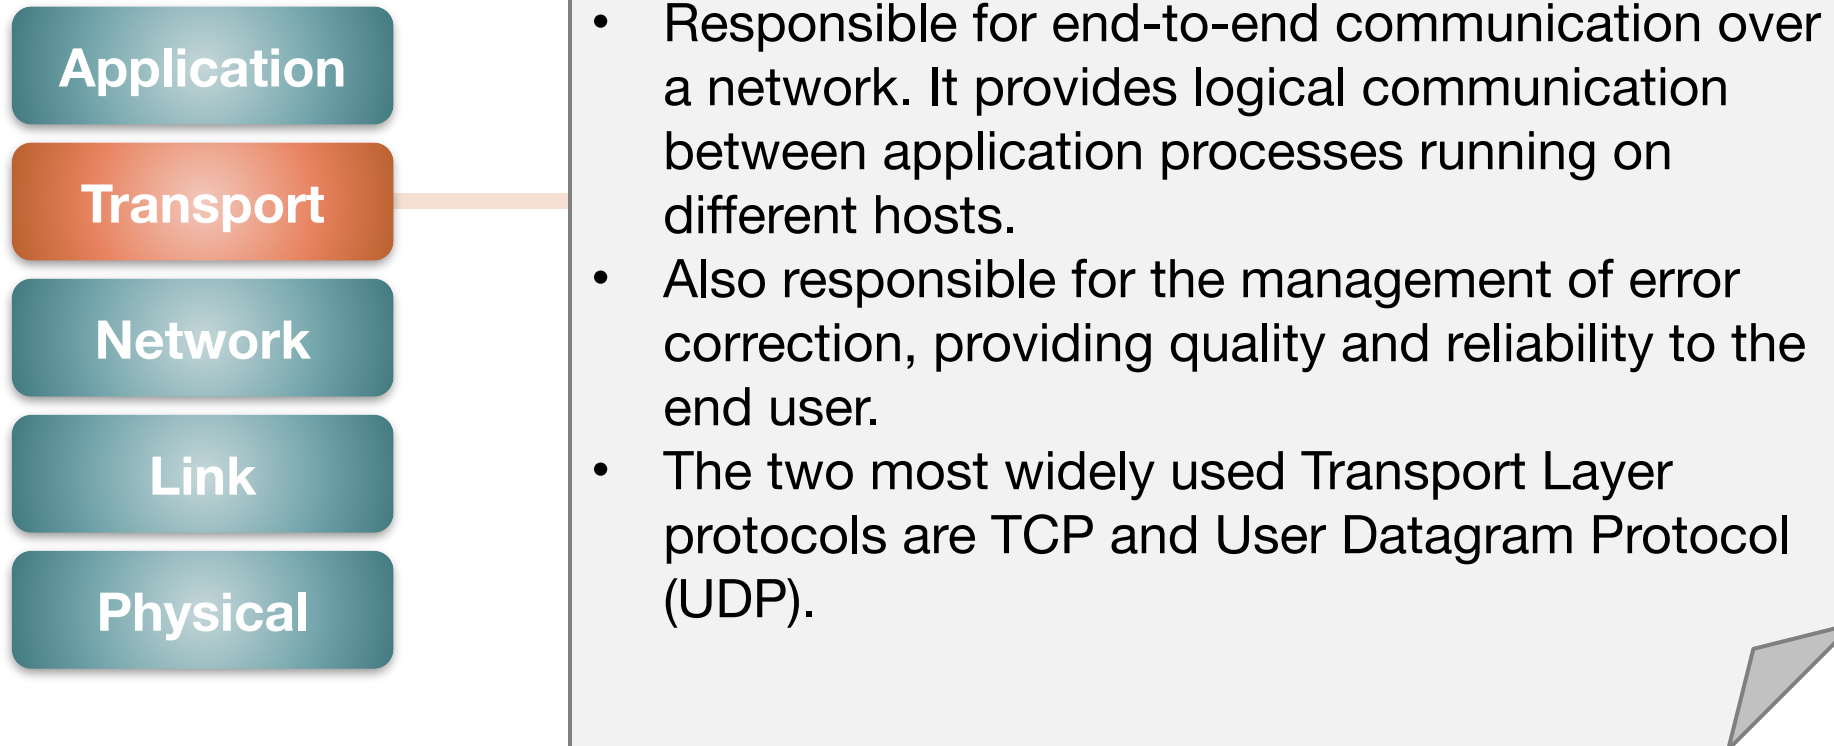 Application
Transport
Network
Link
Physical
• Responsible for end-to-end communication over
a network. It provides logical communication
between application processes running on
different hosts.
• Also responsible for the management of error
correction, providing quality and reliability to the
end user.
• The two most widely used Transport Layer
protocols are TCP and User Datagram Protocol
(UDP).